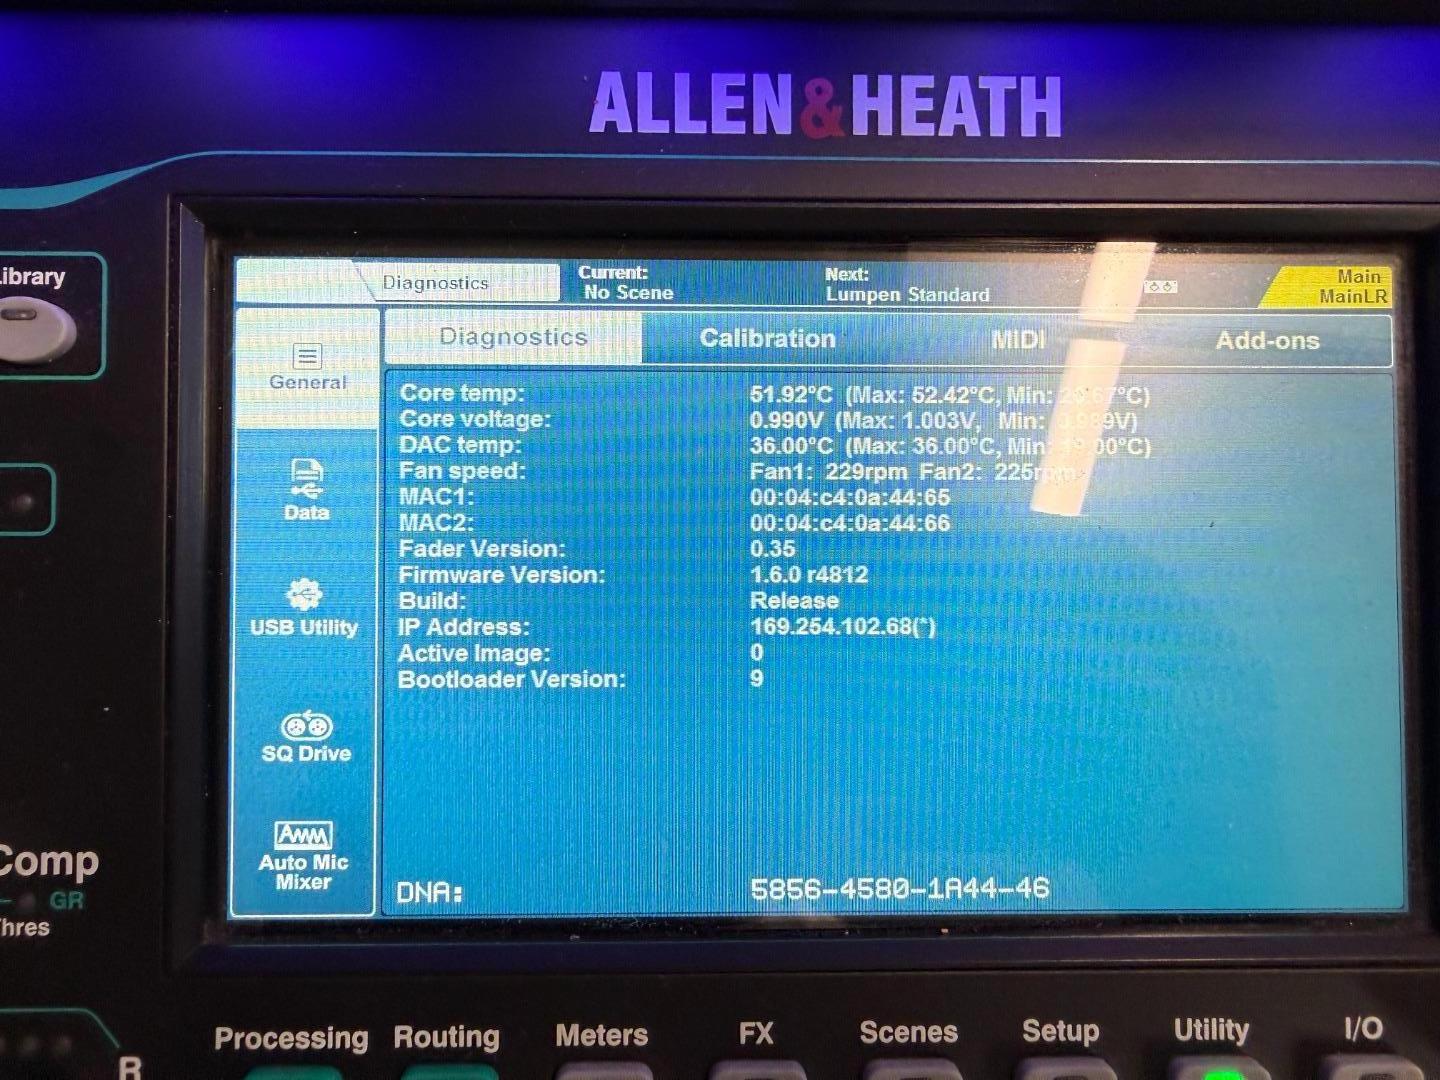 ALLEN&HEATH
Library
Diagnostics
Current:
No Scene
Next:
Lumpen Standard
Main
MainLR
General
Data
USB Utility
SQ Drive
Auto Mic
Mixer
Diagnostics Calibration MIDI Add-ons
Core temp: 51.92°C (Max: 52.42°C, Min:
Core voltage: 0.990V (Max: 1.003V, Min:
DAC temp: 36.00°C (Max: 36.00°C, Min:
Fan speed: Fan1: 229rpm Fan2: 225rpm
MAC1: 00:04:c4:0a:44:65
MAC2: 00:04:c4:0a:44:66
Fader Version: 0.35
Firmware Version: 1.6.0 r4812
Build: Release
IP Address: 169.254.102.68(*)
Active Image: 0
Bootloader Version: 9
DNA: 5856-4580-1A44-46
Comp
GR
Thres
R
Processing Routing Meters FX Scenes Setup Utility I/O